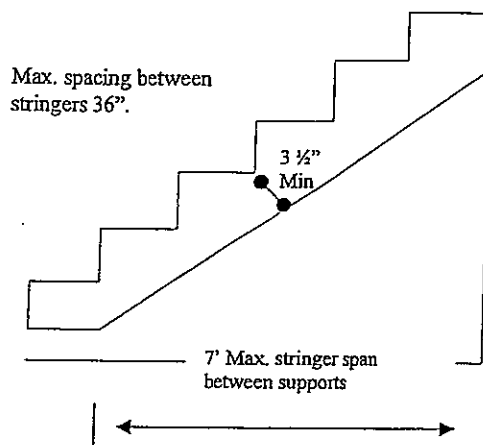 Max. spacing between
stringers 36”.
3 ½”
Min
7’ Max. stringer span
between supports